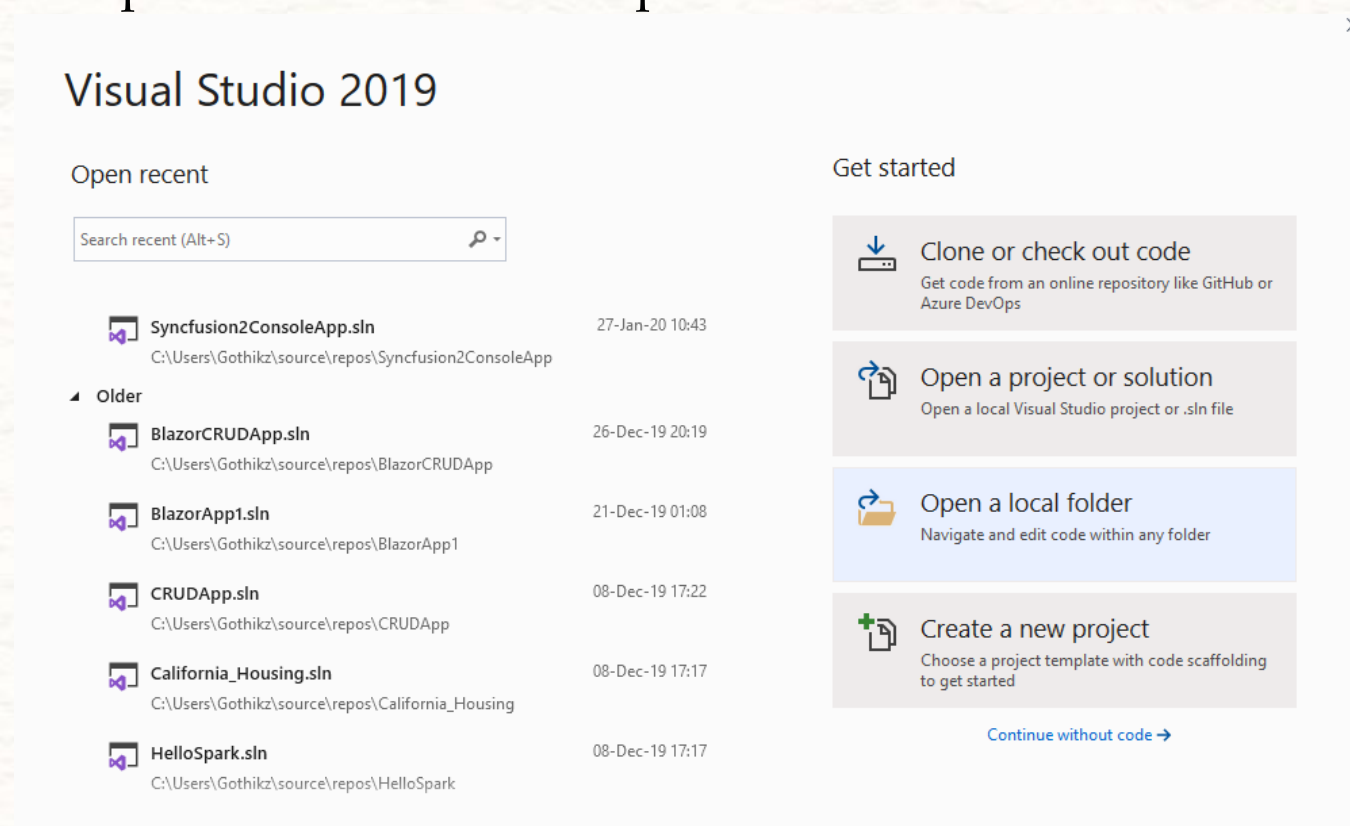 Visual Studio 2019
Open recent
Search recent (Alt+S)
Syncfusion2ConsoleApp.sln 27-Jan-20 10:43
C:\Users\Gothikz\source\repos\Syncfusion2ConsoleApp
Older
BlazorCRUDApp.sln 26-Dec-19 20:19
C:\Users\Gothikz\source\repos\BlazorCRUDApp
BlazorApp1.sln 21-Dec-19 01:08
C:\Users\Gothikz\source\repos\BlazorApp1
CRUDApp.sln 08-Dec-19 17:22
C:\Users\Gothikz\source\repos\CRUDApp
California_Housing.sln 08-Dec-19 17:17
C:\Users\Gothikz\source\repos\California_Housing
HelloSpark.sln 08-Dec-19 17:17
C:\Users\Gothikz\source\repos\HelloSpark
Get started
Clone or check out code
Get code from an online repository like GitHub or
Azure DevOps
Open a project or solution
Open a local Visual Studio project or .sln file
Open a local folder
Navigate and edit code within any folder
Create a new project
Choose a project template with code scaffolding
to get started
Continue without code